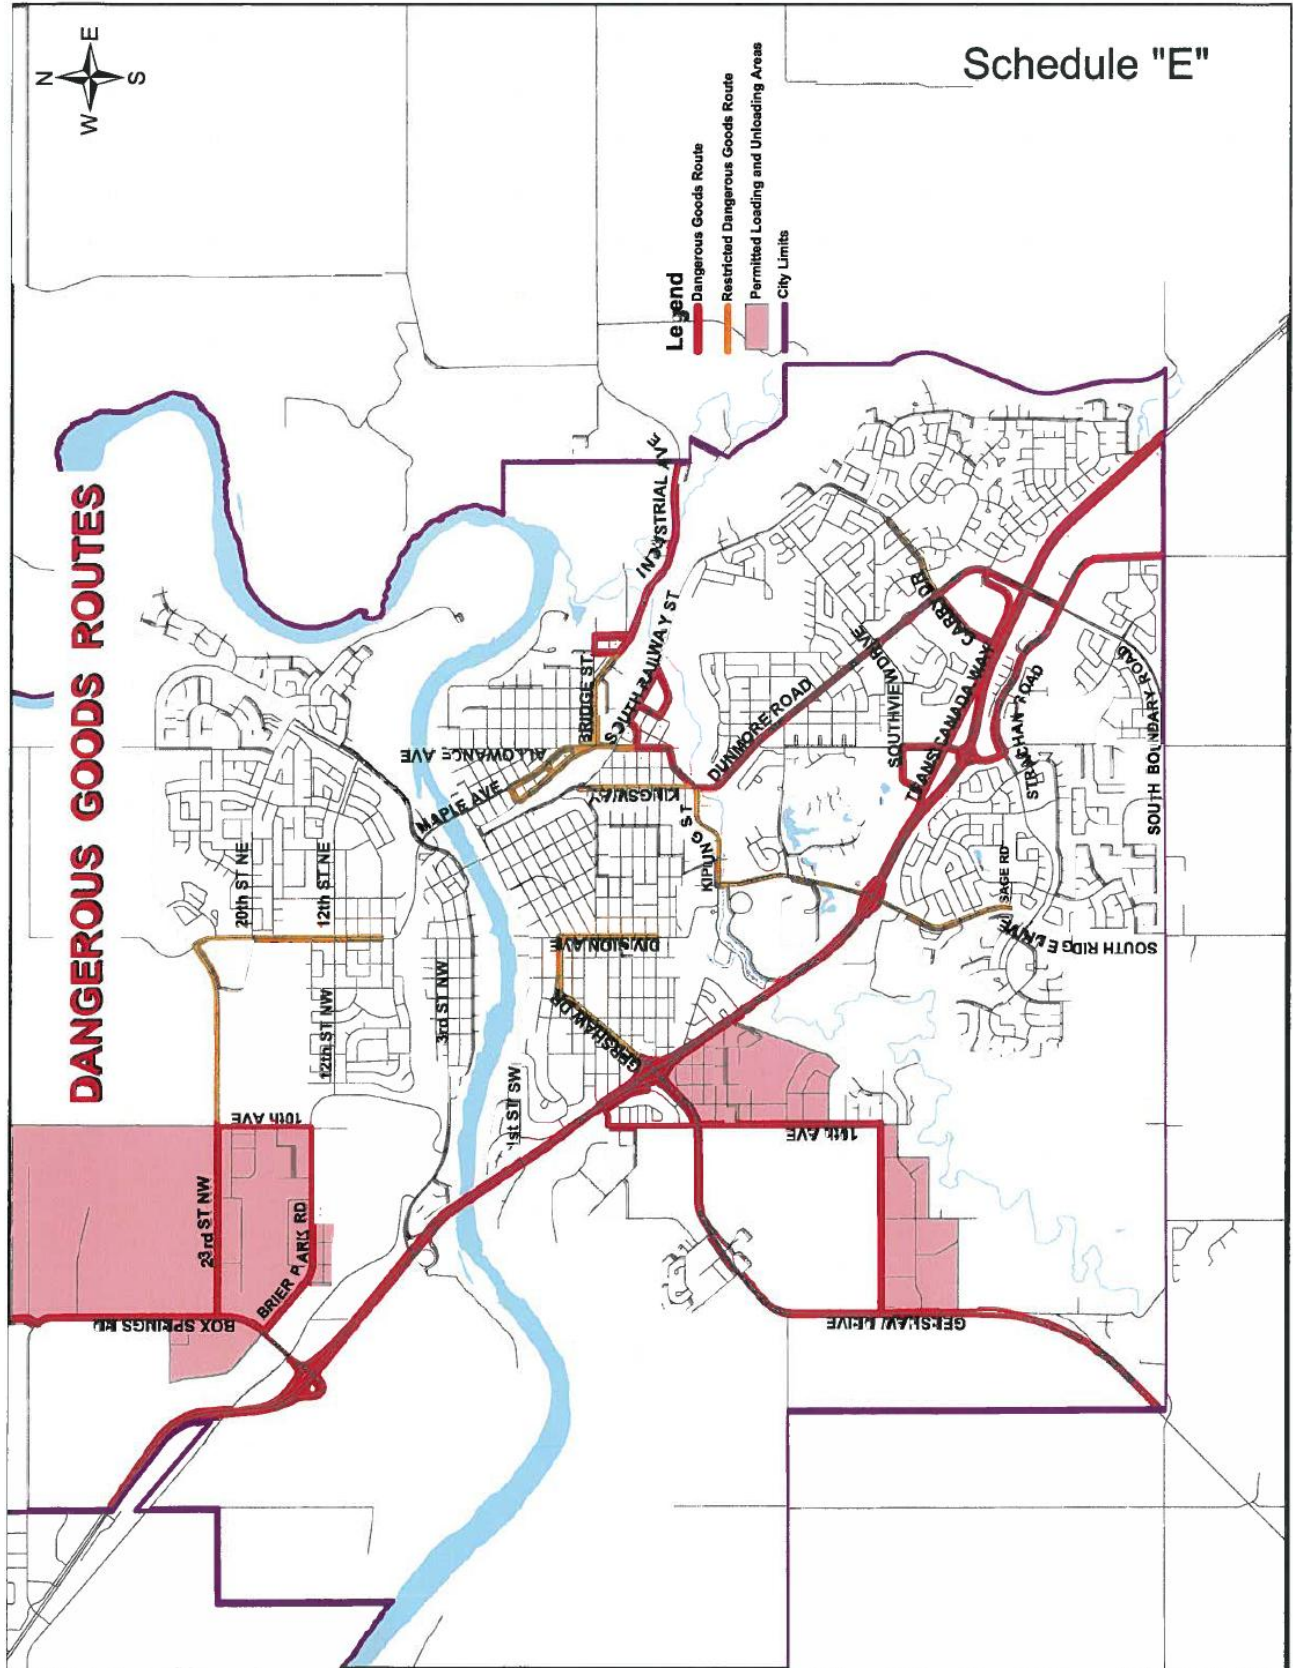 Schedule "E"
DANGEROUS GOODS ROUTES
N
W
E
S
Legend
Dangerous Goods Route
Restricted Dangerous Goods Route
Permitted Loading and Unloading Areas
City Limits
20th ST NE
12th ST NE
12th ST NW
3rd ST NW
10th AVE
23rd ST NW
BRIER PARK RD
BOX SPRINGS RD
MAPLE AVE
ALLOWANCE AVE
BRIDGE ST
SOUTH RAILWAY ST
INDUSTRIAL AVE
KINGSWAY
KIPLING ST
DUNMORE ROAD
DIVISION AVE
GERSHAW DR
1st ST SW
SOUTHVIEW DRIVE
CARRY DR
TRANS CANADA WAY
STRACHAN ROAD
SOUTH BOUNDARY ROAD
SAGE RD
SOUTH RIDGE DRIVE
GERSHAW DRIVE